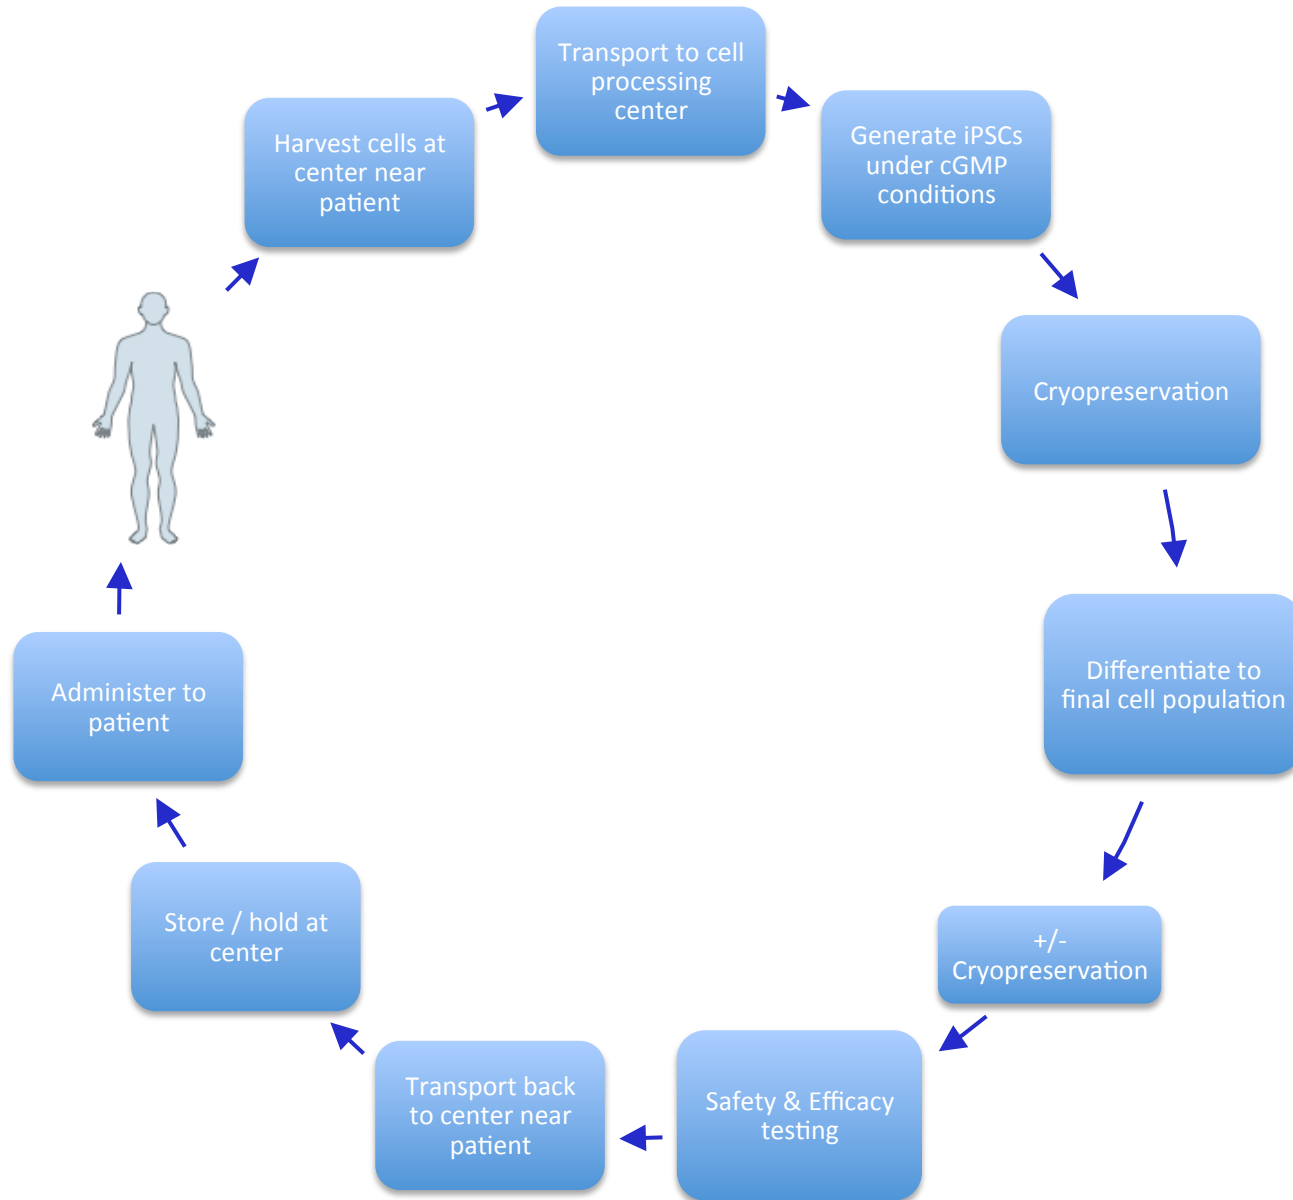 Transport to cell
processing
center
Harvest cells at
center near
patient
Generate iPSCs
under cGMP
conditions
Cryopreservation
Differentiate to
final cell population
+/-
Cryopreservation
Safety & Efficacy
testing
Transport back
to center near
patient
Store / hold at
center
Administer to
patient